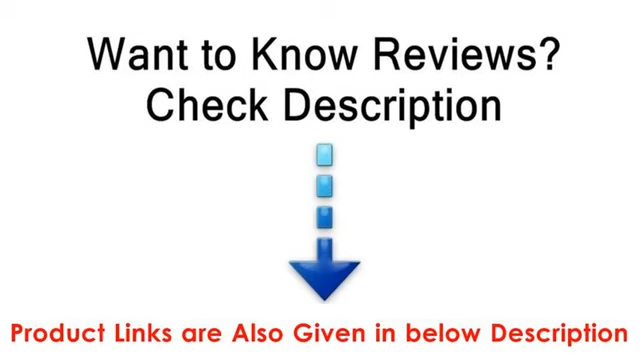 Want to Know Reviews?
Check Description
Product Links are Also Given in below Description